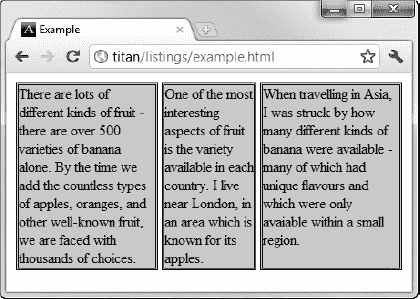 Example
titan/listings/example.html
There are lots of
different kinds of fruit -
there are over 500
varieties of banana
alone. By the time we
add the countless types
of apples, oranges, and
other well-known fruit,
we are faced with
thousands of choices.
One of the most
interesting
aspects of fruit
is the variety
available in each
country. I live
near London, in
an area which is
known for its
apples.
When travelling in Asia,
I was struck by how
many different kinds of
banana were available -
many of which had
unique flavours and
which were only
avaiable within a small
region.